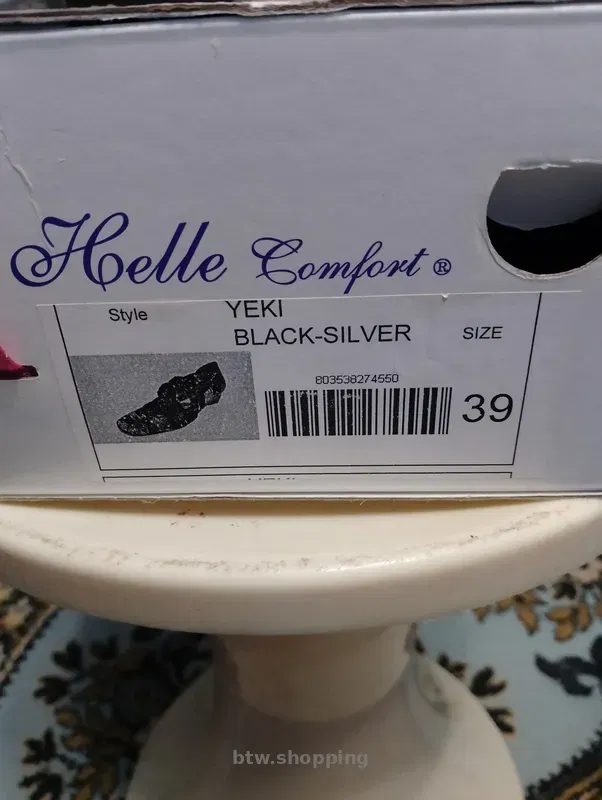 Helle Comfort ®
Style
YEKI
BLACK-SILVER
SIZE
803538274550
39
btw.shopping